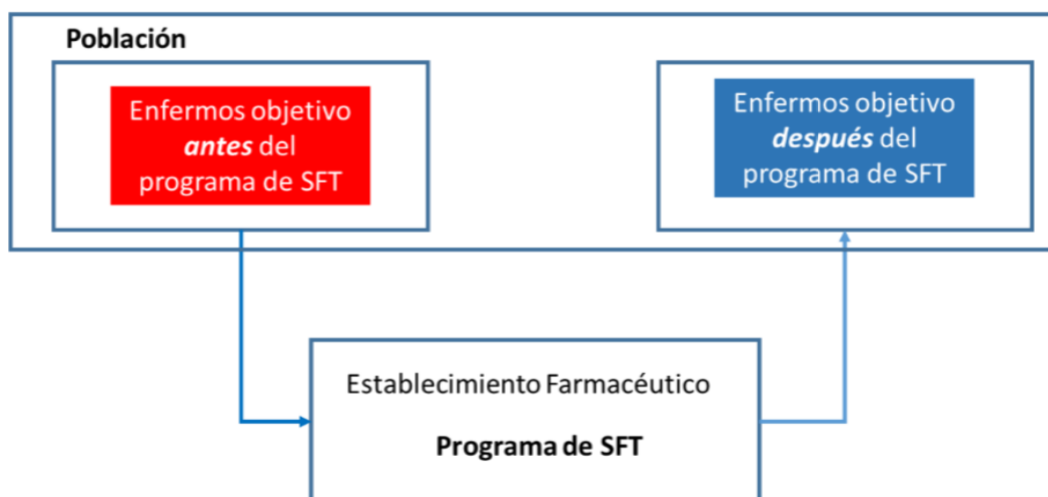 Población
Enfermos objetivo
antes del
programa de SFT
Enfermos objetivo
después del
programa de SFT
Establecimiento Farmacéutico
Programa de SFT